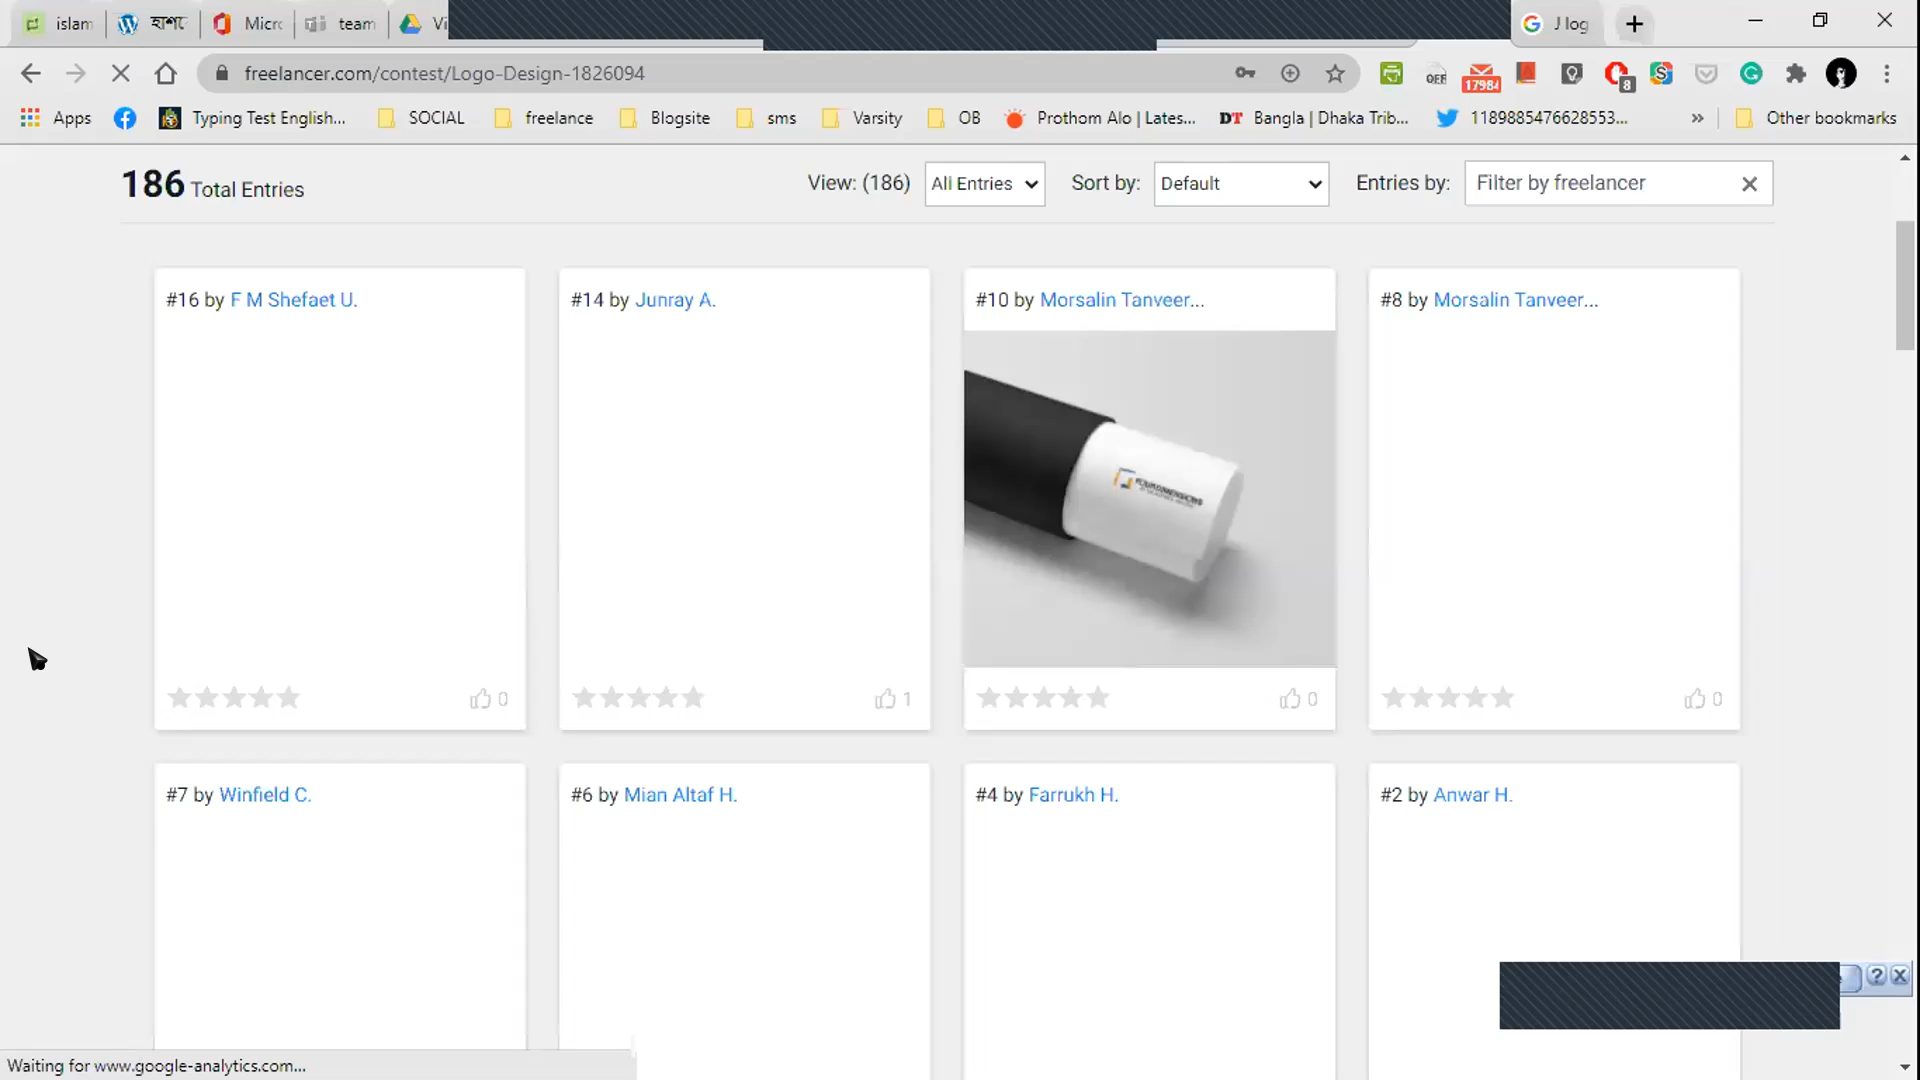 islam
হাশে
Micro
team
Vi
J log
freelancer.com/contest/Logo-Design-1826094
OFF
17984
8
Apps
Typing Test English...
SOCIAL
freelance
Blogsite
sms
Varsity
OB
Prothom Alo | Lates...
DT Bangla | Dhaka Trib...
1189885476628553...
»
Other bookmarks
186 Total Entries
View: (186)
All Entries
Sort by:
Default
Entries by:
Filter by freelancer
#16 by F M Shefaet U.
#14 by Junray A.
#10 by Morsalin Tanveer...
#8 by Morsalin Tanveer...
0
1
0
0
#7 by Winfield C.
#6 by Mian Altaf H.
#4 by Farrukh H.
#2 by Anwar H.
Waiting for www.google-analytics.com...